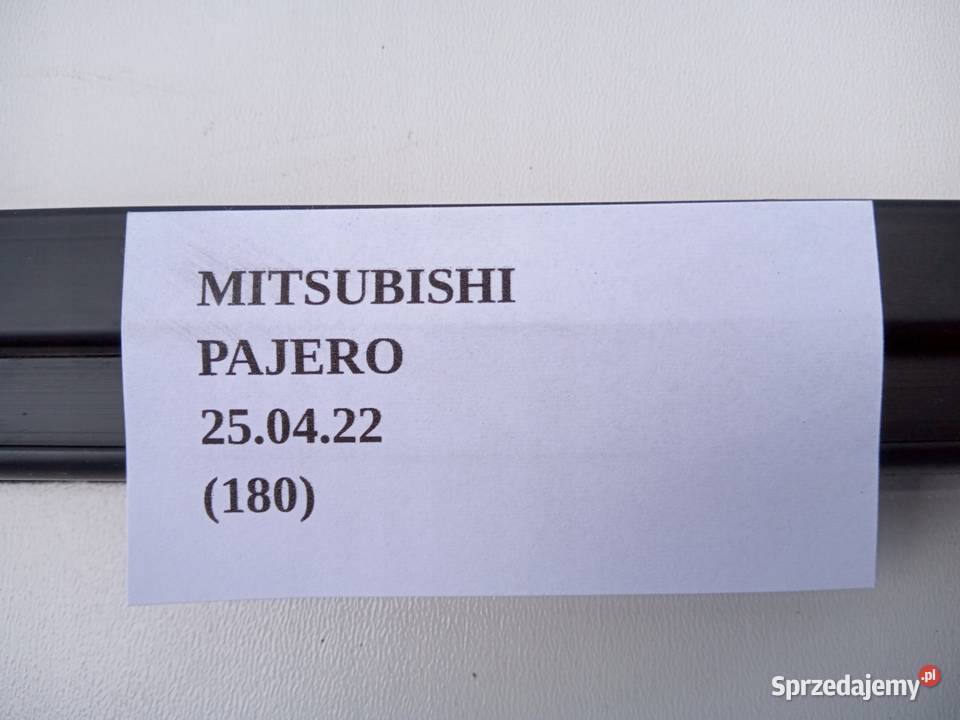 MITSUBISHI
PAJERO
25.04.22
(180)
Sprzedajemy.pl